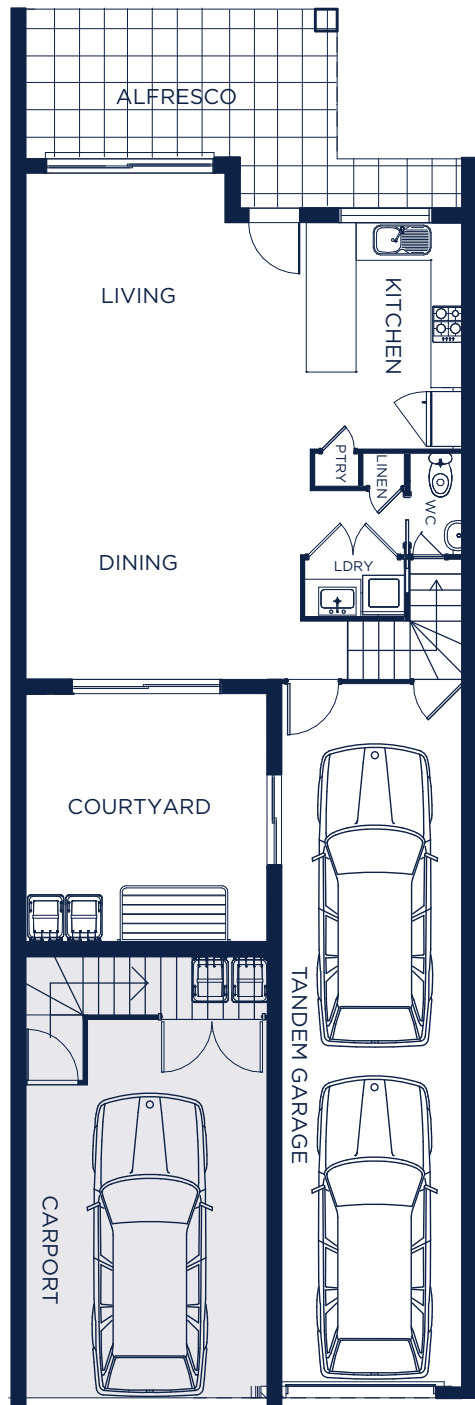 ALFRESCO
LIVING
KITCHEN
PTRY
LINEN
WC
DINING
LDRY
COURTYARD
TANDEM GARAGE
CARPORT